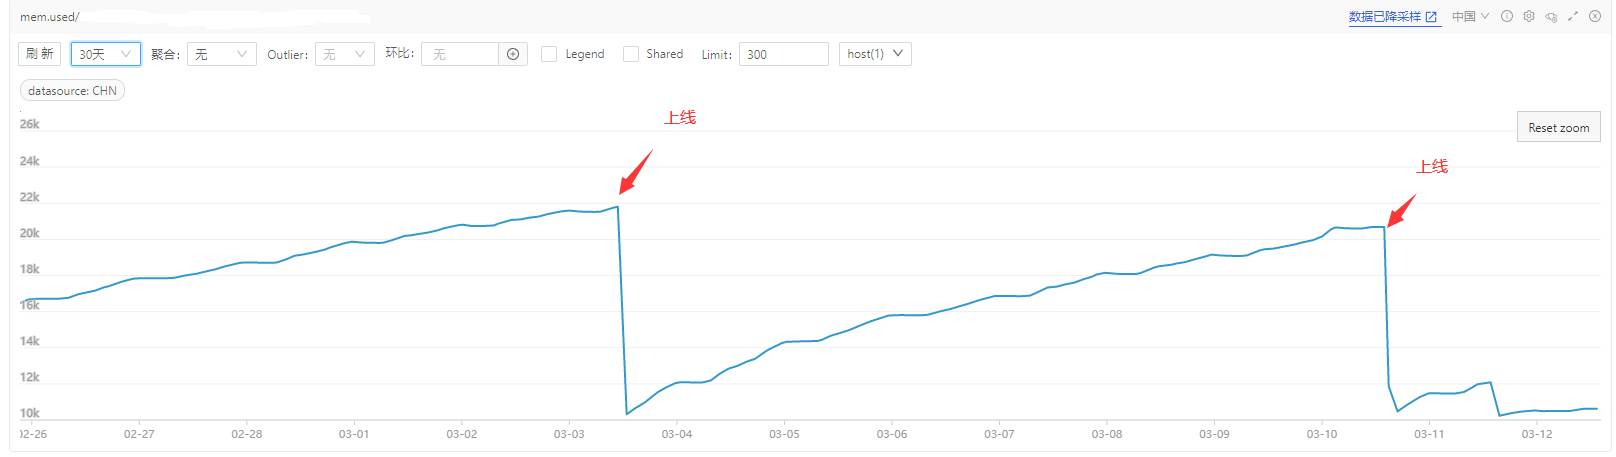 mem.used/
数据已降采样 中国
刷 新 30天 聚合: 无 Outlier: 无 环比: 无 Legend Shared Limit: 300 host(1)
datasource: CHN
上线
上线
Reset zoom
26k
24k
22k
20k
18k
16k
14k
12k
10k
02-26 02-27 02-28 03-01 03-02 03-03 03-04 03-05 03-06 03-07 03-08 03-09 03-10 03-11 03-12